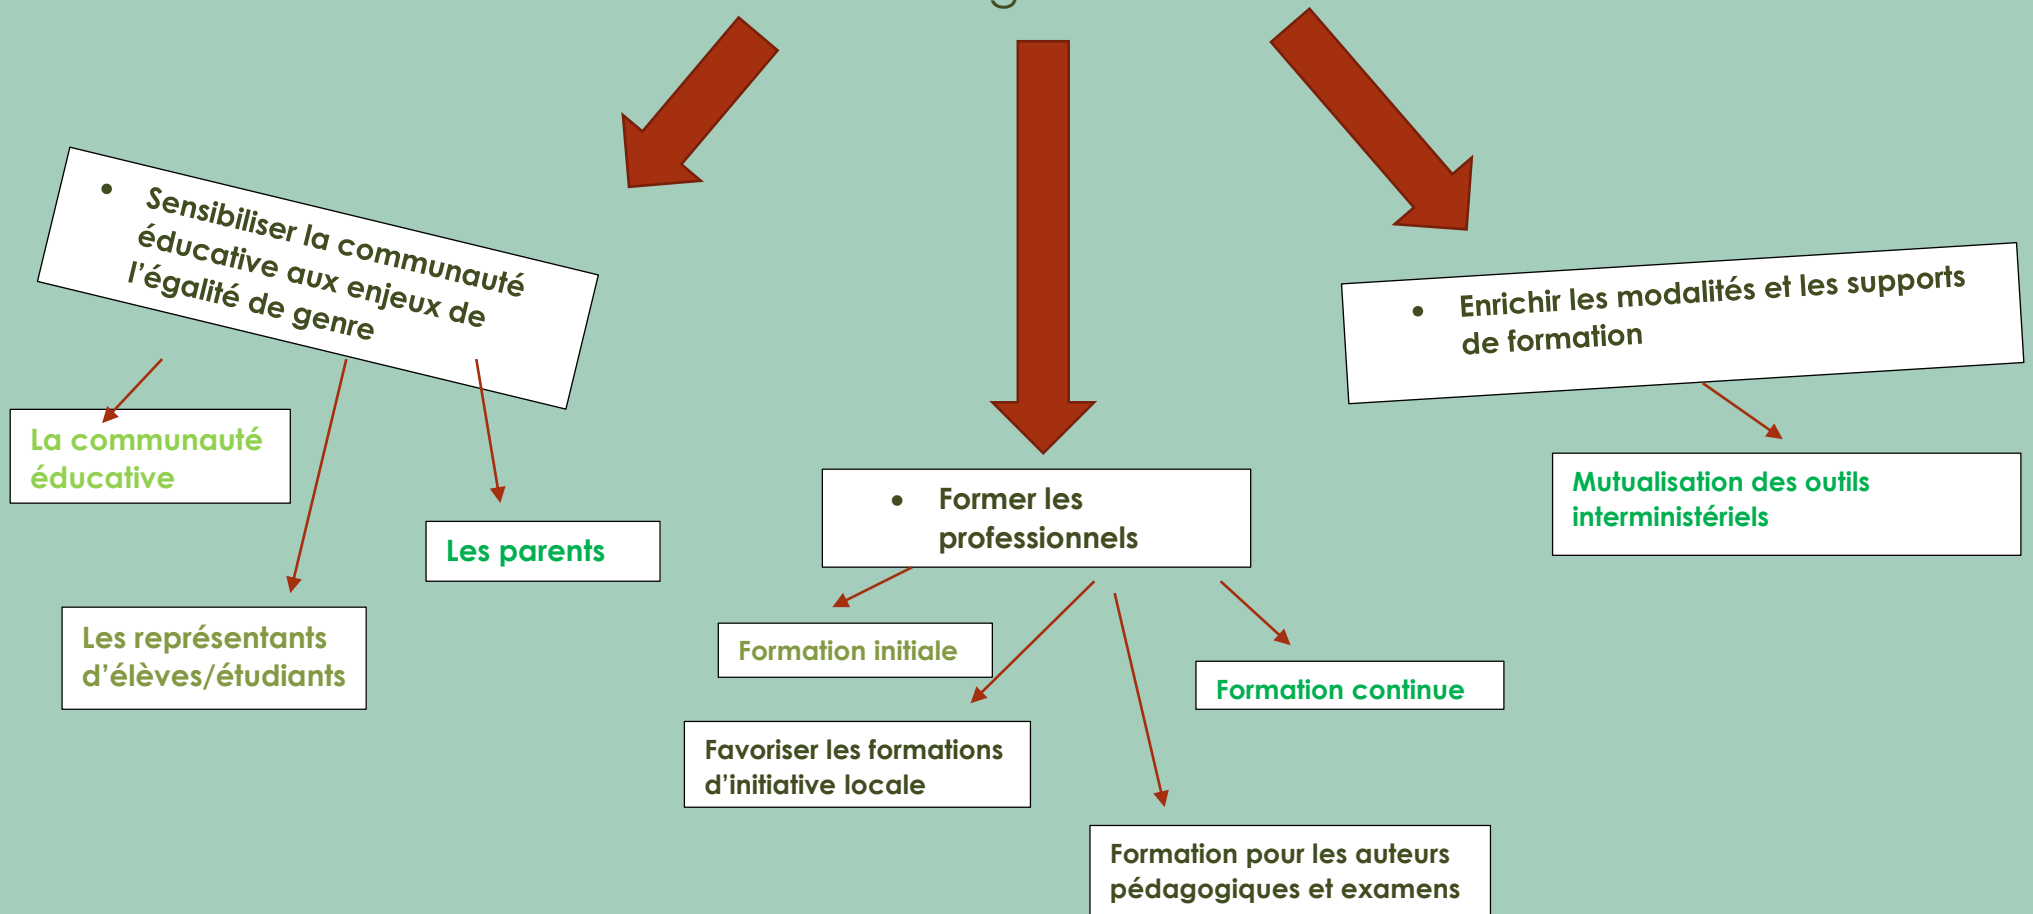 • Sensibiliser la communauté
éducative aux enjeux de
l'égalité de genre
• Enrichir les modalités et les supports
de formation
La communauté
éducative
Les parents
Les représentants
d'élèves/étudiants
• Former les
professionnels
Mutualisation des outils
interministériels
Formation initiale
Formation continue
Favoriser les formations
d'initiative locale
Formation pour les auteurs
pédagogiques et examens